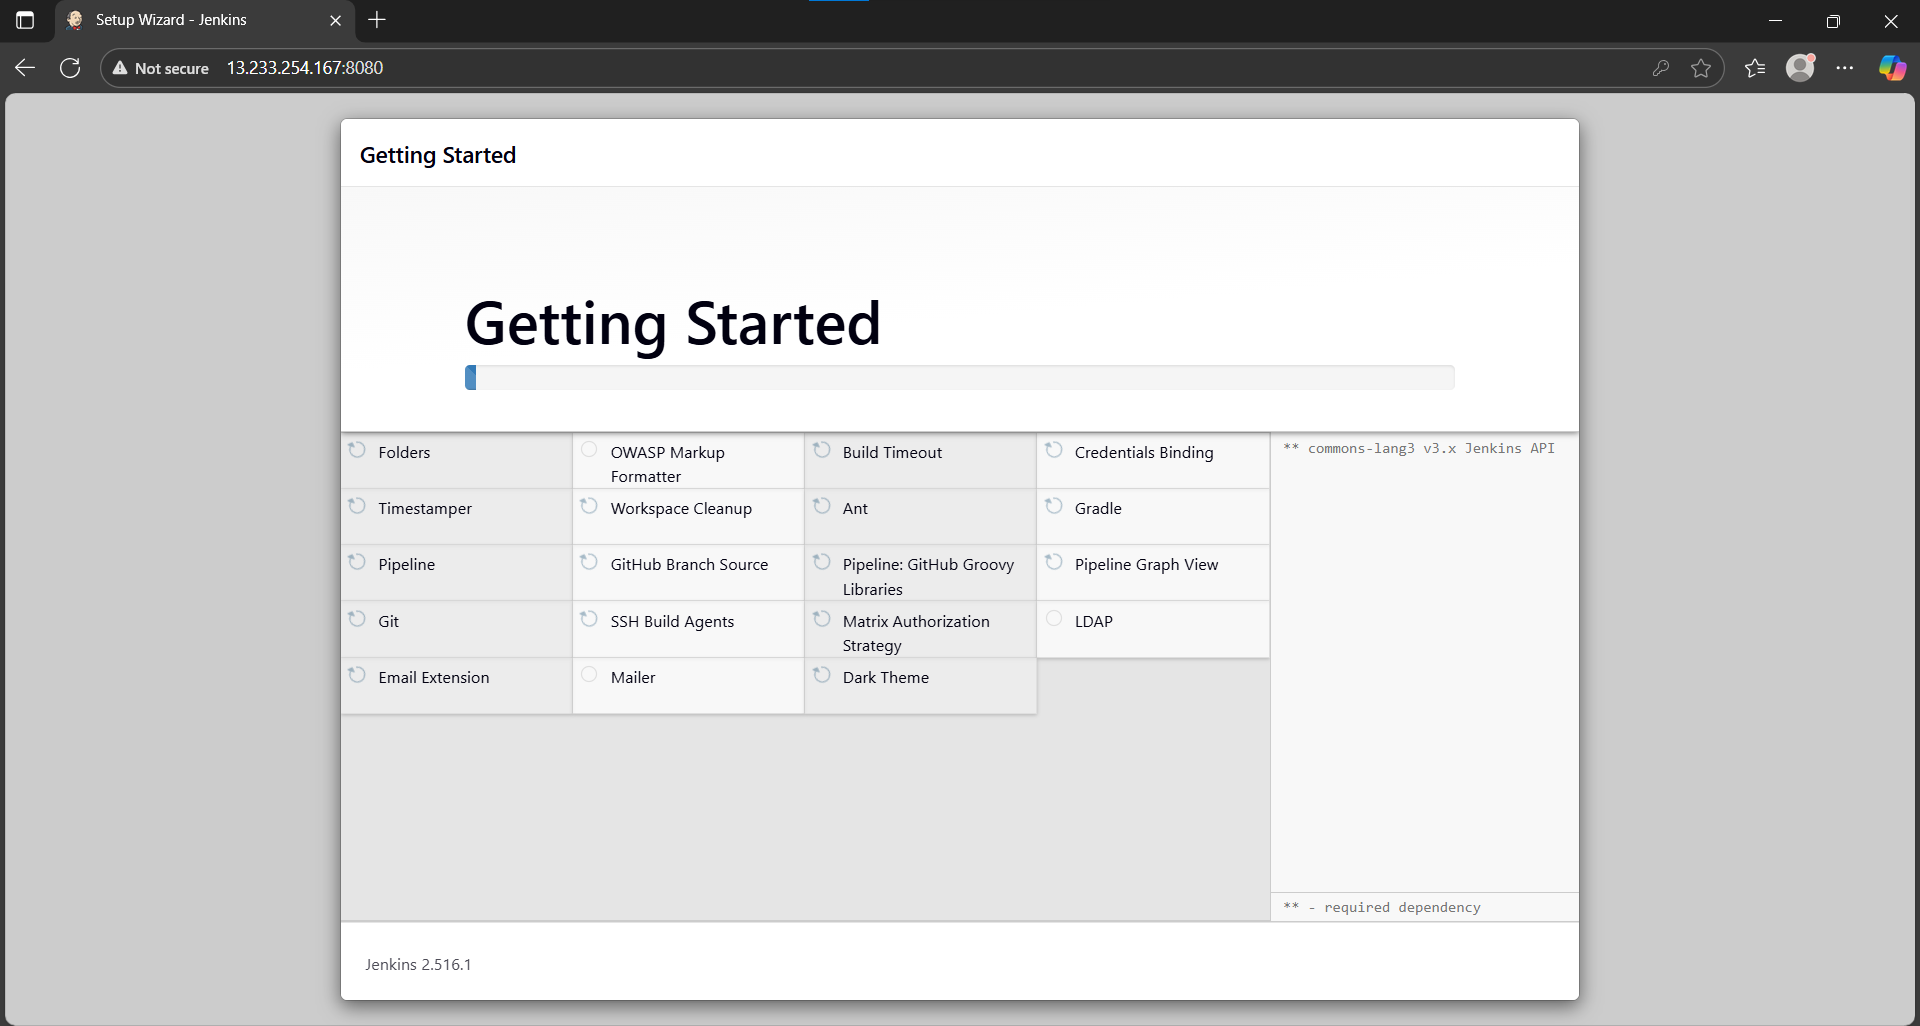 Setup Wizard - Jenkins
Not secure 13.233.254.167:8080
Getting Started
Getting Started
Folders
OWASP Markup
Formatter
Build Timeout
Credentials Binding
** commons-lang3 v3.x Jenkins API
Timestamper
Workspace Cleanup
Ant
Gradle
Pipeline
GitHub Branch Source
Pipeline: GitHub Groovy
Libraries
Pipeline Graph View
Git
SSH Build Agents
Matrix Authorization
Strategy
LDAP
Email Extension
Mailer
Dark Theme
** - required dependency
Jenkins 2.516.1